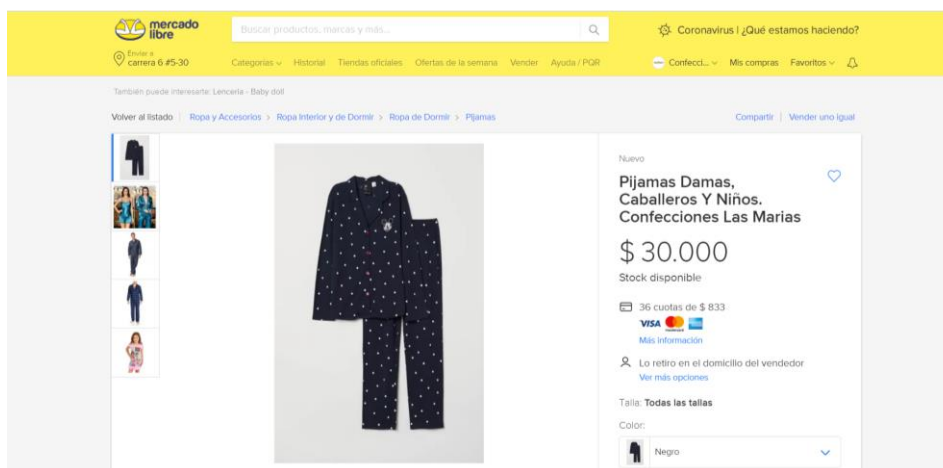 mercado
libre
Buscar productos, marcas y más...
Coronavirus | ¿Qué estamos haciendo?
Enviar a
carrera 6 #5-30
Categorías Historial Tiendas oficiales Ofertas de la semana Vender Ayuda / PQR
Confecci... Mis compras Favoritos
También puede interesarte: Lencería - Baby doll
Volver al listado | Ropa y Accesorios > Ropa Interior y de Dormir > Ropa de Dormir > Pijamas
Compartir | Vender uno igual
Nuevo
Pijamas Damas,
Caballeros Y Niños.
Confecciones Las Marias
$ 30.000
Stock disponible
36 cuotas de $ 833
VISA
Más información
Lo retiro en el domicilio del vendedor
Ver más opciones
Talla: Todas las tallas
Color:
Negro